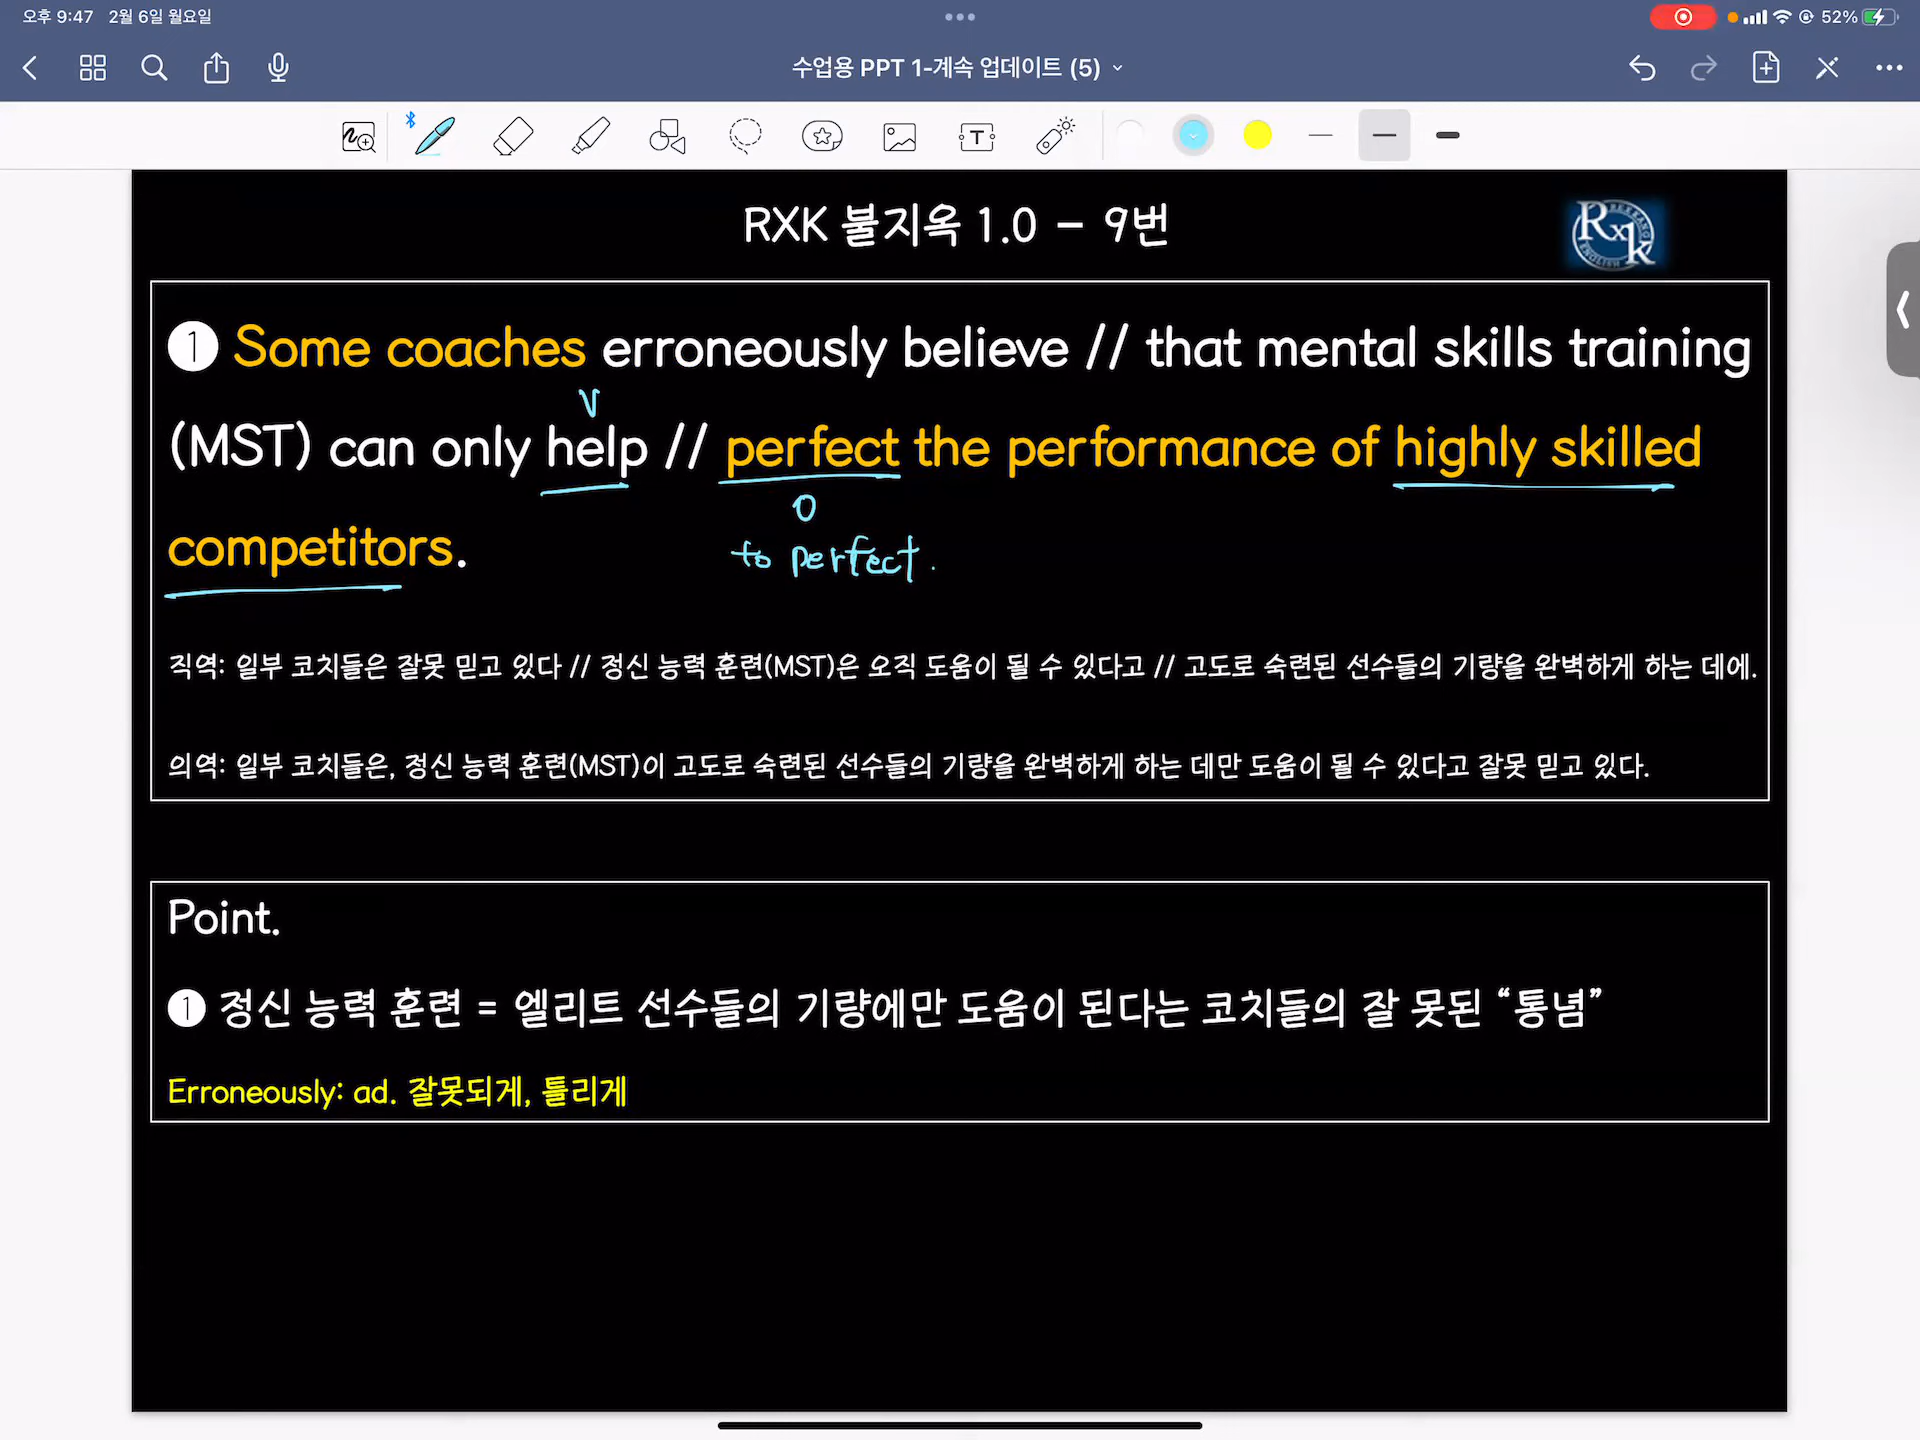 오후 9:47 2월 6일 월요일
52%
수업용 PPT 1-계속 업데이트 (5)
RXK 불지옥 1.0 – 9번
RxK
ENGLISH
❶ Some coaches erroneously believe // that mental skills training
V
(MST) can only help // perfect the performance of highly skilled
O
competitors.
to perfect.
직역: 일부 코치들은 잘못 믿고 있다 // 정신 능력 훈련(MST)은 오직 도움이 될 수 있다고 // 고도로 숙련된 선수들의 기량을 완벽하게 하는 데에.
의역: 일부 코치들은, 정신 능력 훈련(MST)이 고도로 숙련된 선수들의 기량을 완벽하게 하는 데만 도움이 될 수 있다고 잘못 믿고 있다.
Point.
❶ 정신 능력 훈련 = 엘리트 선수들의 기량에만 도움이 된다는 코치들의 잘 못된 “통념”
Erroneously: ad. 잘못되게, 틀리게